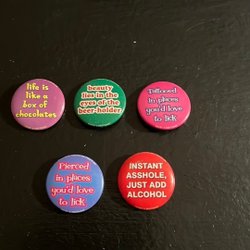 life is
like a
box of
chocolates
beauty
lies in the
eyes of the
beer-holder
Tattooed
in places
you'd love
to lick
Pierced
in places
you'd love
to lick
INSTANT
ASSHOLE,
JUST ADD
ALCOHOL